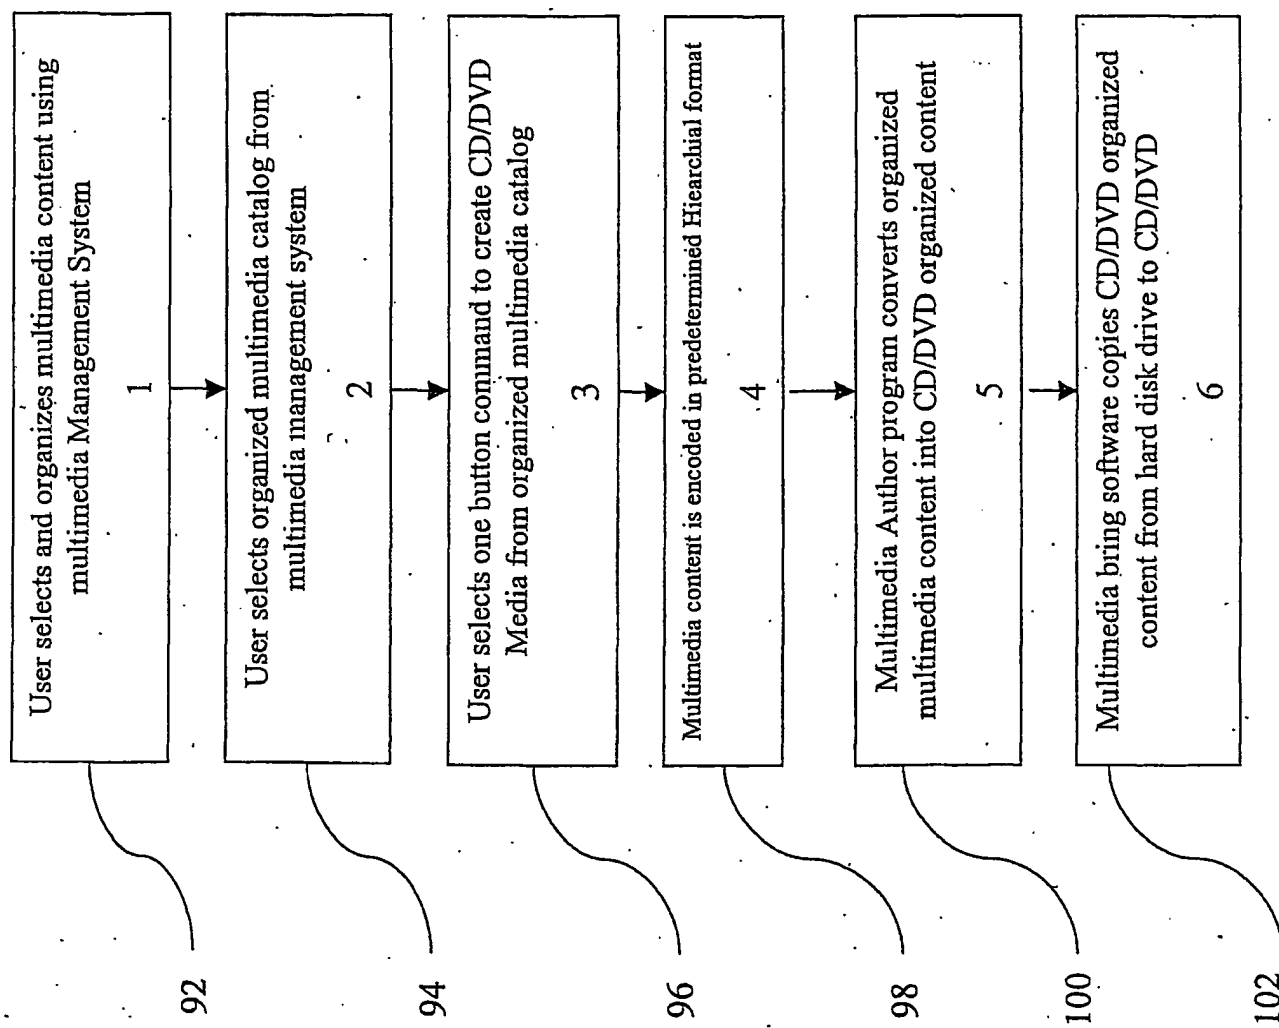 User selects and organizes multimedia content using
multimedia Management System
1
92
User selects organized multimedia catalog from
multimedia management system
2
94
User selects one button command to create CD/DVD
Media from organized multimedia catalog
3
96
Multimedia content is encoded in predetermined Hiearchial format
4
98
Multimedia Author program converts organized
multimedia content into CD/DVD organized content
5
100
Multimedia bring software copies CD/DVD organized
content from hard disk drive to CD/DVD
6
102